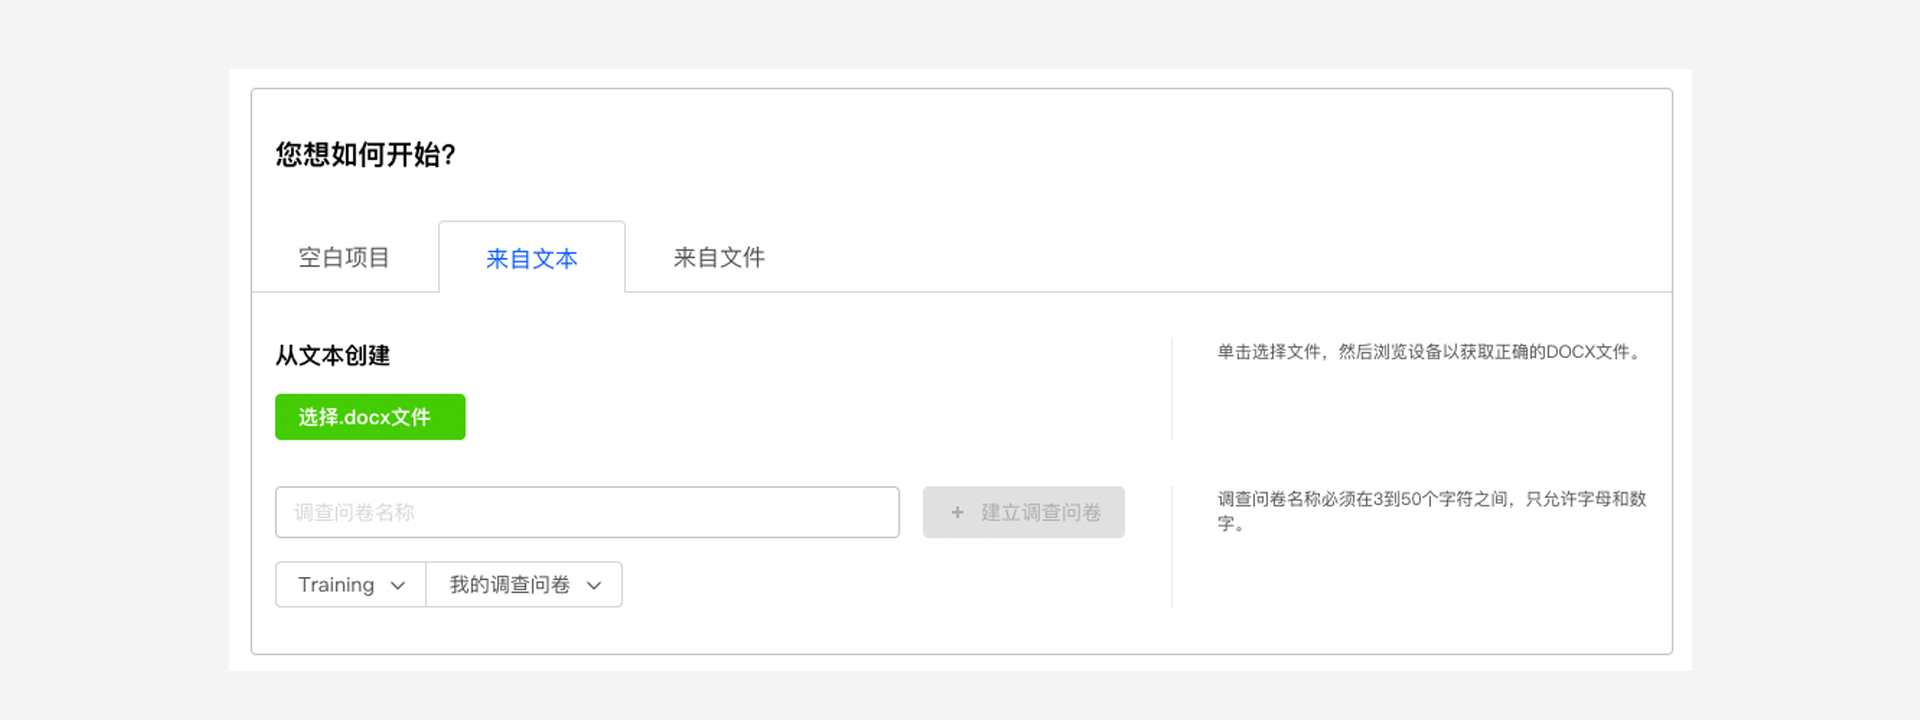 您想如何开始?
空白项目
来自文本
来自文件
从文本创建
单击选择文件，然后浏览设备以获取正确的DOCX文件。
选择.docx文件
调查问卷名称
+ 建立调查问卷
调查问卷名称必须在3到50个字符之间，只允许字母和数
字。
Training
我的调查问卷